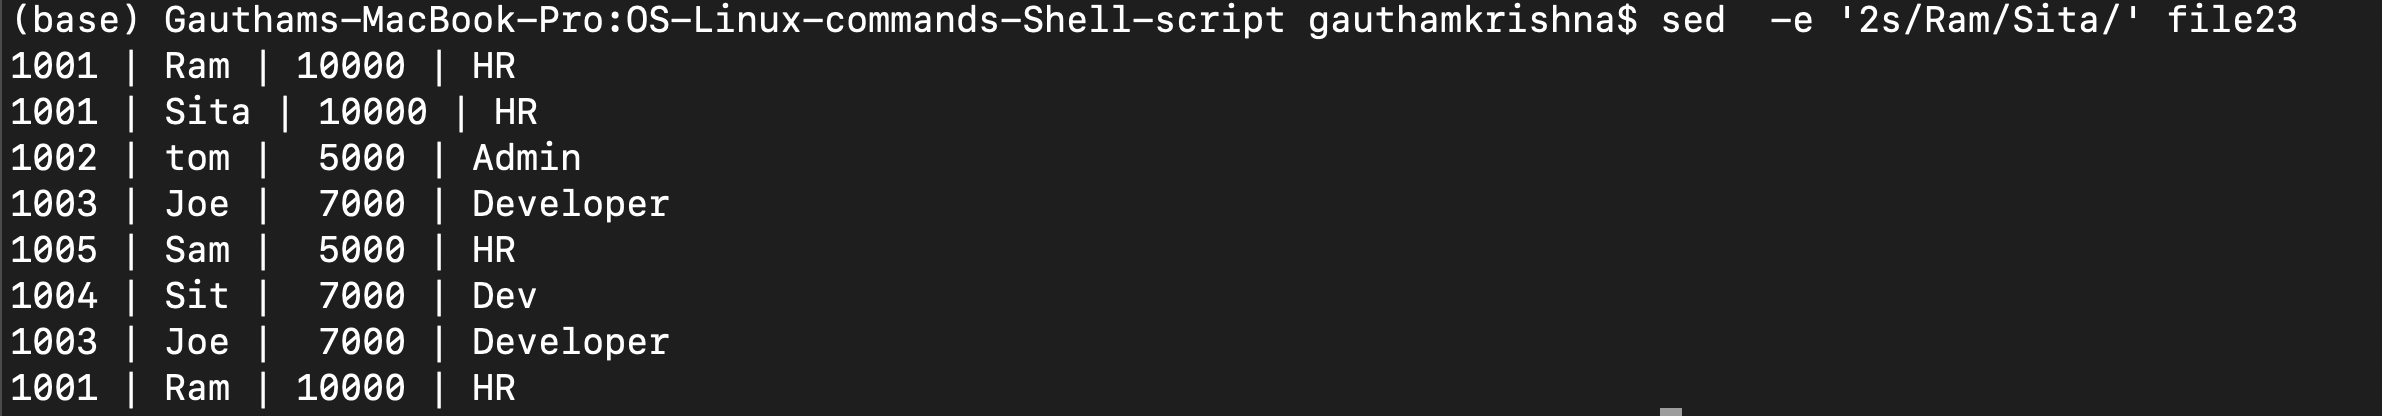 (base) Gauthams-MacBook-Pro:OS-Linux-commands-Shell-script gauthamkrishna$ sed  -e '2s/Ram/Sita/' file23
1001 | Ram | 10000 | HR
1001 | Sita | 10000 | HR
1002 | tom |  5000 | Admin
1003 | Joe |  7000 | Developer
1005 | Sam |  5000 | HR
1004 | Sit |  7000 | Dev
1003 | Joe |  7000 | Developer
1001 | Ram | 10000 | HR